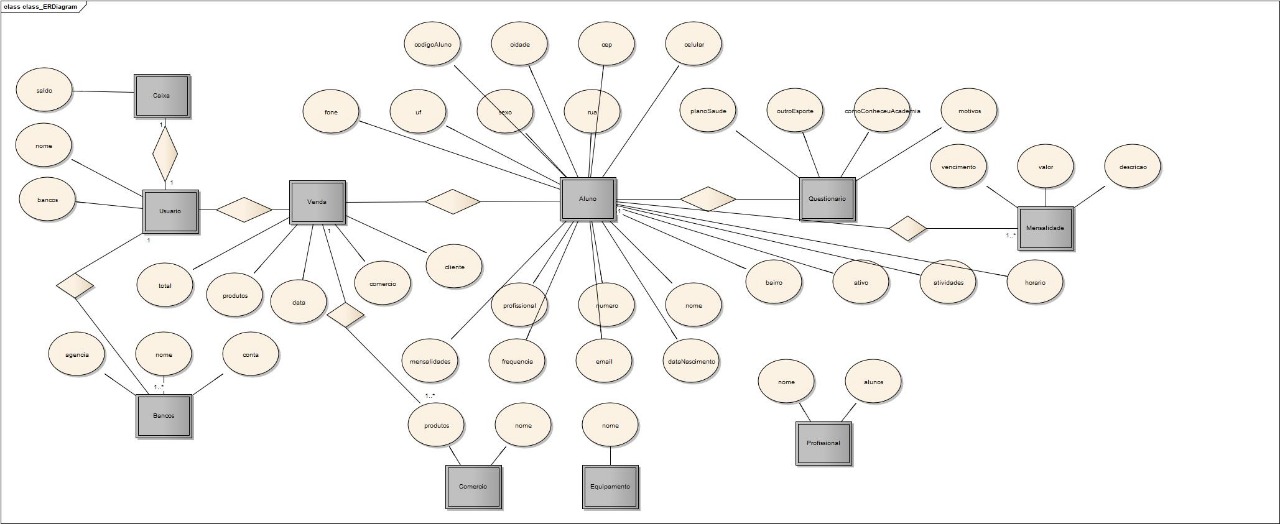 class class_ERDiagram
codigoAluno
cidade
cep
celular
saldo
Caixa
fone
uf
sexo
rua
planoSaude
outroEsporte
comoConheceuAcademia
motivos
1
nome
vencimento
valor
descricao
1
bancos
Usuario
Venda
Aluno
Questionario
1
Mensalidade
1
1
1..*
total
produtos
data
comercio
cliente
bairro
ativo
atividades
horario
profissional
numero
nome
agencia
nome
conta
mensalidades
frequencia
email
dataNascimento
1..*
nome
alunos
1..*
Bancos
produtos
nome
nome
Profissional
Comercio
Equipamento